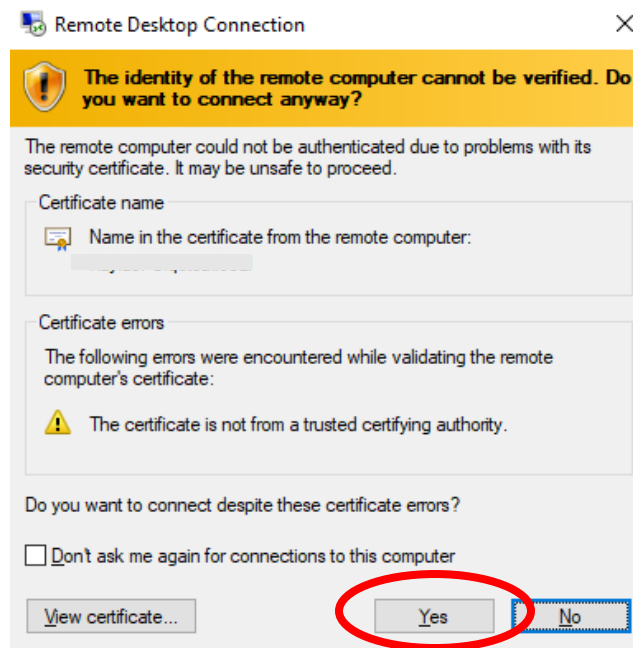 Remote Desktop Connection
The identity of the remote computer cannot be verified. Do
you want to connect anyway?
The remote computer could not be authenticated due to problems with its
security certificate. It may be unsafe to proceed.
Certificate name
Name in the certificate from the remote computer:
Certificate errors
The following errors were encountered while validating the remote
computer's certificate:
The certificate is not from a trusted certifying authority.
Do you want to connect despite these certificate errors?
Don't ask me again for connections to this computer
View certificate... Yes No